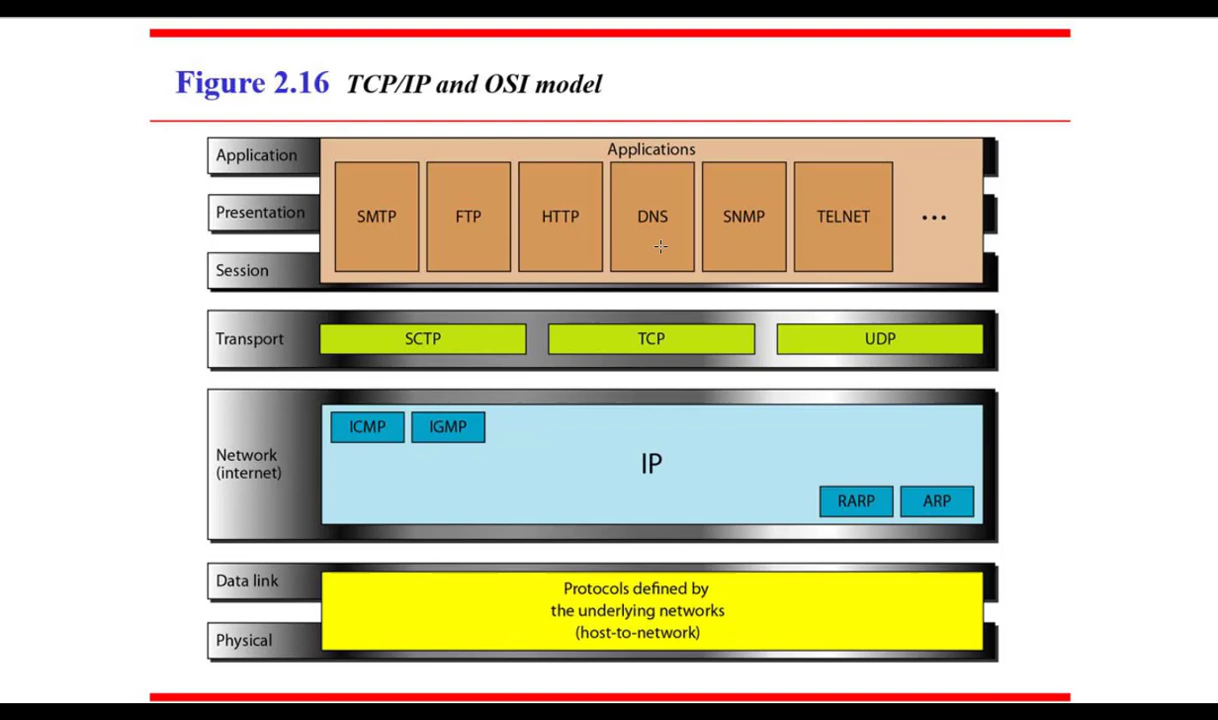 Figure 2.16 TCP/IP and OSI model
Application
Applications
Presentation
SMTP FTP HTTP DNS SNMP TELNET ...
Session
Transport
SCTP TCP UDP
Network
(internet)
ICMP IGMP
IP
RARP ARP
Data link
Physical
Protocols defined by
the underlying networks
(host-to-network)